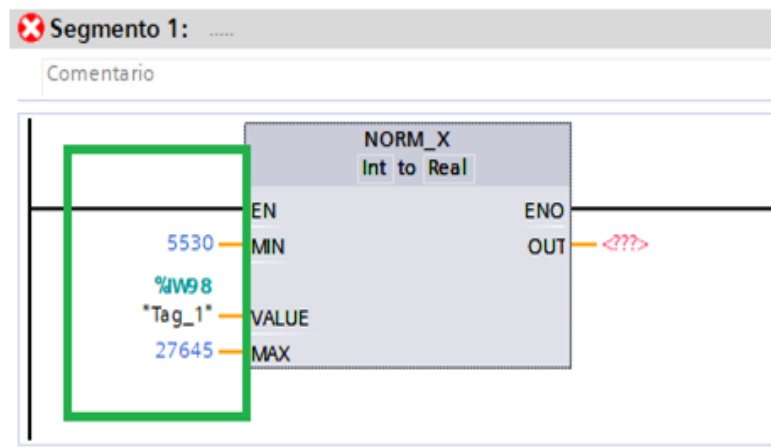 Segmento 1: .....
Comentario
NORM_X
Int to Real
EN ENO
5530 MIN OUT <???>
%IW98
"Tag_1" VALUE
27645 MAX